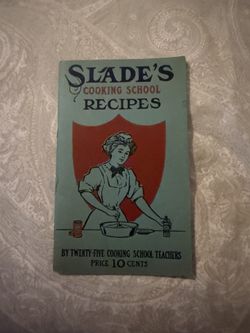 SLADE'S
COOKING SCHOOL
RECIPES
BY TWENTY-FIVE COOKING SCHOOL TEACHERS
PRICE 10 CENTS